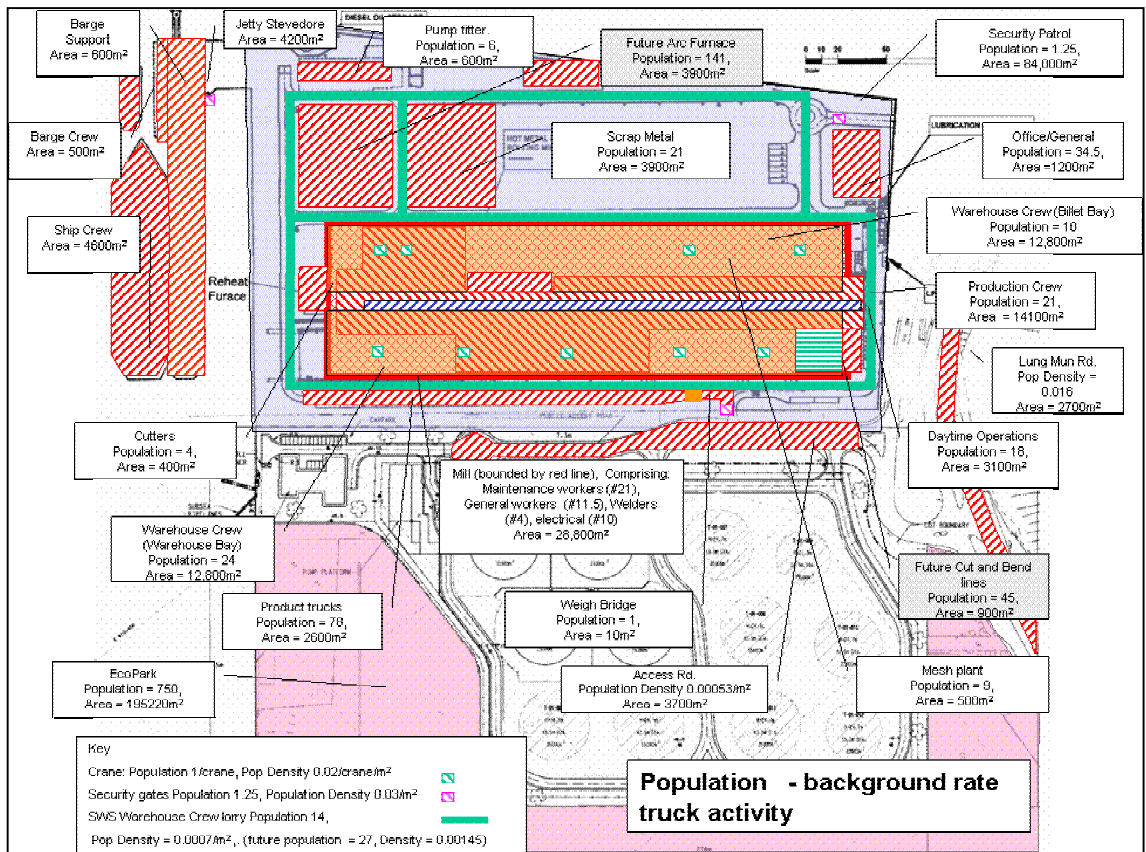 Barge
Support
Area = 600m²
Jetty Stevedore
Area = 4200m²
Pump fitter.
Population = 6,
Area = 600m²
Future Arc Furnace
Population = 141,
Area = 3900m²
Security Patrol
Population = 1.25,
Area = 84,000m²
Barge Crew
Area = 500m²
Scrap Metal
Population = 21
Area = 3900m²
LUBRICATION
Office/General
Population = 34.5,
Area =1200m²
Ship Crew
Area = 4600m²
Warehouse Crew (Billet Bay)
Population = 10
Area = 12,800m²
Reheat
Furace
Production Crew
Population = 21,
Area = 14100m²
Lung Mun Rd.
Pop Density =
0.016
Area = 2700m²
Cutters
Population = 4,
Area = 400m²
Mill (bounded by red line), Comprising:
Maintenance workers (#21),
General workers (#11.5), Welders
(#4), electrical (#10)
Area = 28,800m²
Daytime Operations
Population = 18,
Area = 3100m²
Warehouse Crew
(Warehouse Bay)
Population = 24
Area = 12,800m²
Future Cut and Bend
lines
Population = 45,
Area = 900m²
Product trucks
Population = 78,
Area = 2600m²
Weigh Bridge
Population = 1,
Area = 10m²
EcoPark
Population = 750,
Area = 195220m²
Access Rd.
Population Density 0.00053/m²
Area = 3700m²
Mesh plant
Population = 9,
Area = 500m²
PUMP PLATFORM
Key
Crane: Population 1/crane, Pop Density 0.02/crane/m²
Security gates Population 1.25, Population Density 0.03/m²
SWS Warehouse Crew lorry Population 14,
Pop Density = 0.0007/m², (future population = 27, Density = 0.00145)
Population - background rate
truck activity